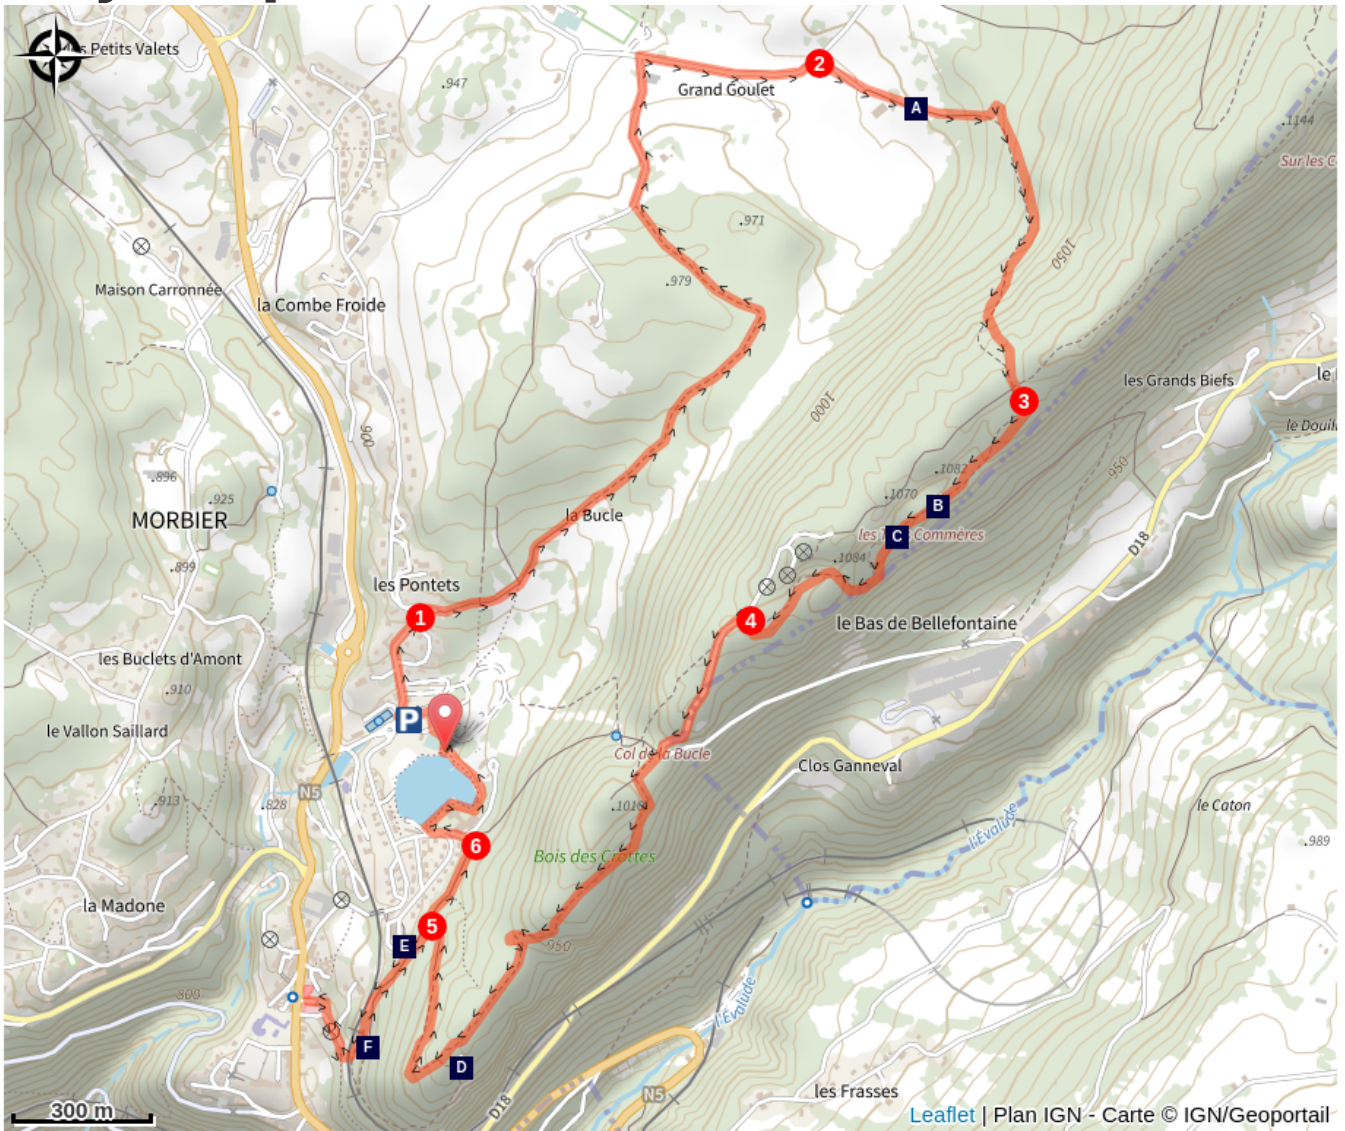 Petits Valets
.947
Grand Goulet
2
A
.1144
Sur les C
.971
1050
.979
Maison Carronnée
la Combe Froide
les Grands Biefs
le
1000
3
le Douil
900
.896
.925
950
.1082
.1070
B
MORBIER
la Bucle
C
les T Commères
D18
.1084
.899
les Pontets
1
4
le Bas de Bellefontaine
les Buclets d'Amont
.910
P
le Vallon Saillard
Col de la Bucle
Clos Ganneval
N5
.913
.828
.1010
le Caton
l'Évalude
.989
6
Bois des Crottes
la Madone
5
E
950
800
l'Évalude
F
D
les Frasses
N5
D18
300 m
Leaflet | Plan IGN - Carte © IGN/Geoportail